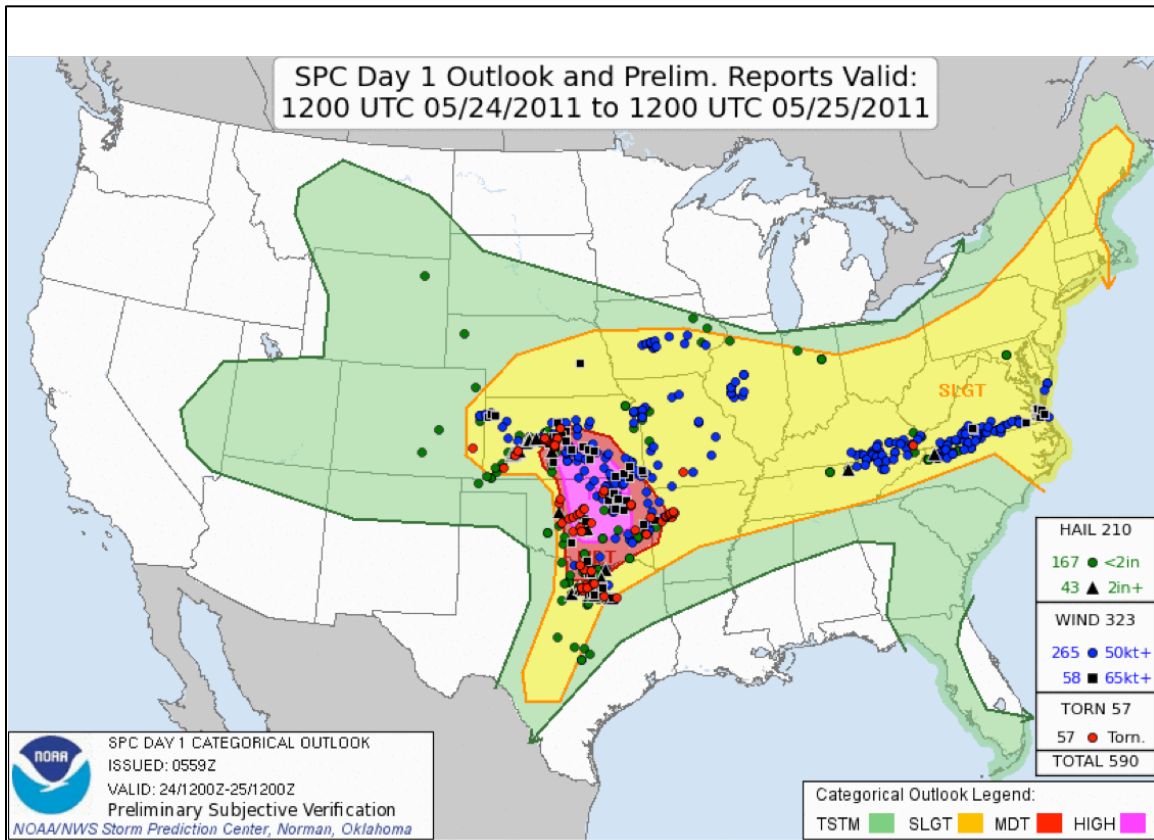 SPC Day 1 Outlook and Prelim. Reports Valid:
1200 UTC 05/24/2011 to 1200 UTC 05/25/2011
SLGT
HAIL 210
167 <2in
43 2in+
WIND 323
265 50kt+
58 65kt+
TORN 57
57 Torn.
TOTAL 590
NOAA
SPC DAY 1 CATEGORICAL OUTLOOK
ISSUED: 0559Z
VALID: 24/1200Z-25/1200Z
Preliminary Subjective Verification
NOAA/NWS Storm Prediction Center, Norman, Oklahoma
Categorical Outlook Legend:
TSTM SLGT MDT HIGH